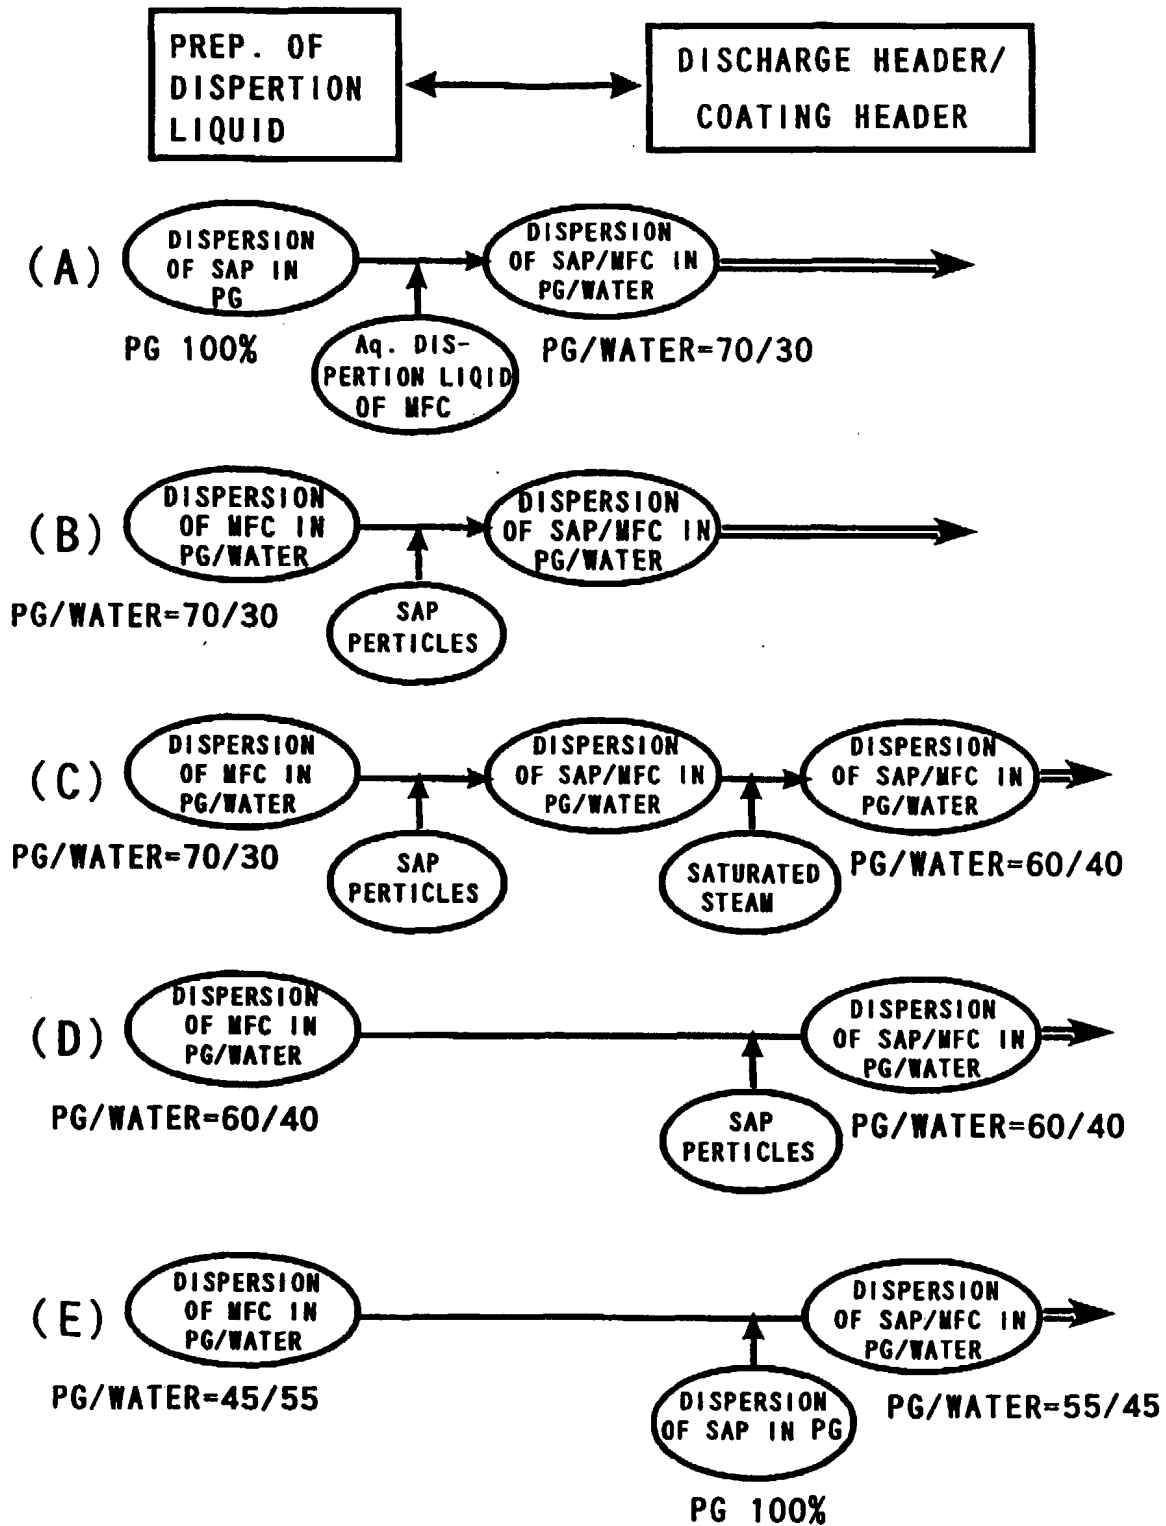 PREP. OF
DISPERTION
LIQUID
DISCHARGE HEADER/
COATING HEADER
(A)
DISPERSION
OF SAP IN
PG
PG 100%
Aq. DIS-
PERTION LIQID
OF MFC
DISPERSION
OF SAP/MFC IN
PG/WATER
PG/WATER=70/30
(B)
DISPERSION
OF MFC IN
PG/WATER
PG/WATER=70/30
SAP
PERTICLES
DISPERSION
OF SAP/MFC IN
PG/WATER
(C)
DISPERSION
OF MFC IN
PG/WATER
PG/WATER=70/30
SAP
PERTICLES
DISPERSION
OF SAP/MFC IN
PG/WATER
SATURATED
STEAM
DISPERSION
OF SAP/MFC IN
PG/WATER
PG/WATER=60/40
(D)
DISPERSION
OF MFC IN
PG/WATER
PG/WATER=60/40
SAP
PERTICLES
DISPERSION
OF SAP/MFC IN
PG/WATER
PG/WATER=60/40
(E)
DISPERSION
OF MFC IN
PG/WATER
PG/WATER=45/55
DISPERSION
OF SAP IN PG
PG 100%
DISPERSION
OF SAP/MFC IN
PG/WATER
PG/WATER=55/45